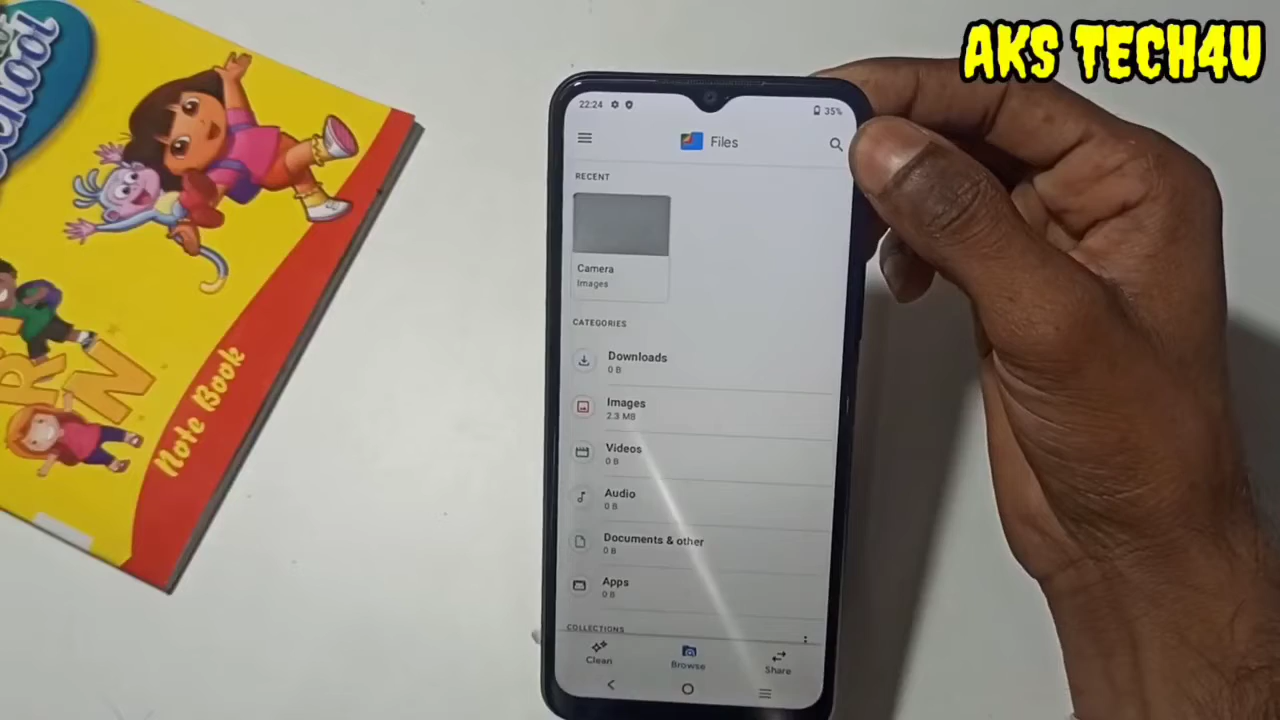 AKS TECH4U
22:24
35%
Files
RECENT
Camera
Images
CATEGORIES
Downloads
0 B
Images
2.3 MB
Videos
0 B
Audio
0 B
Documents & other
0 B
Apps
0 B
COLLECTIONS
Clean
Browse
Share
Note Book